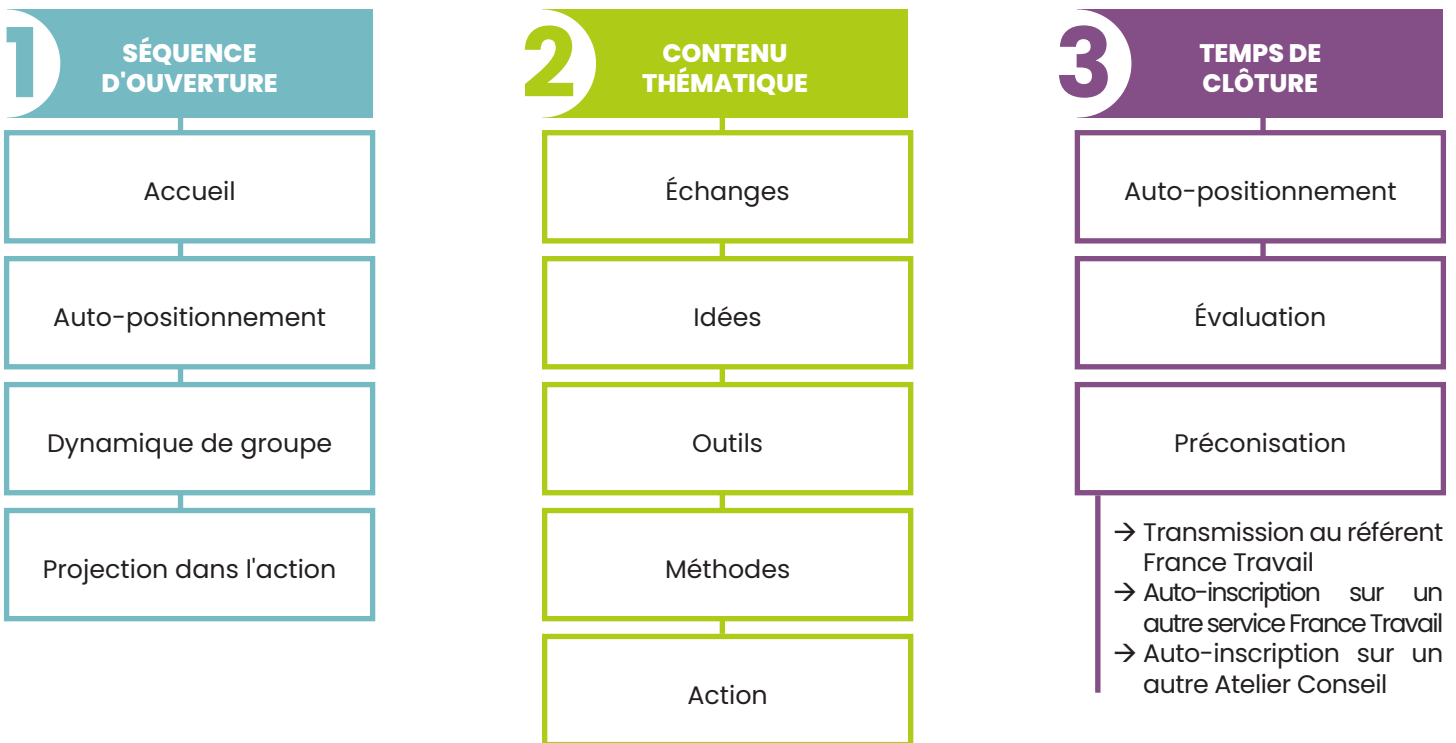 1
SÉQUENCE
D'OUVERTURE
Accueil
Auto-positionnement
Dynamique de groupe
Projection dans l'action
2
CONTENU
THÉMATIQUE
Échanges
Idées
Outils
Méthodes
Action
3
TEMPS DE
CLÔTURE
Auto-positionnement
Évaluation
Préconisation
→ Transmission au référent
France Travail
→ Auto-inscription sur un
autre service France Travail
→ Auto-inscription sur un
autre Atelier Conseil